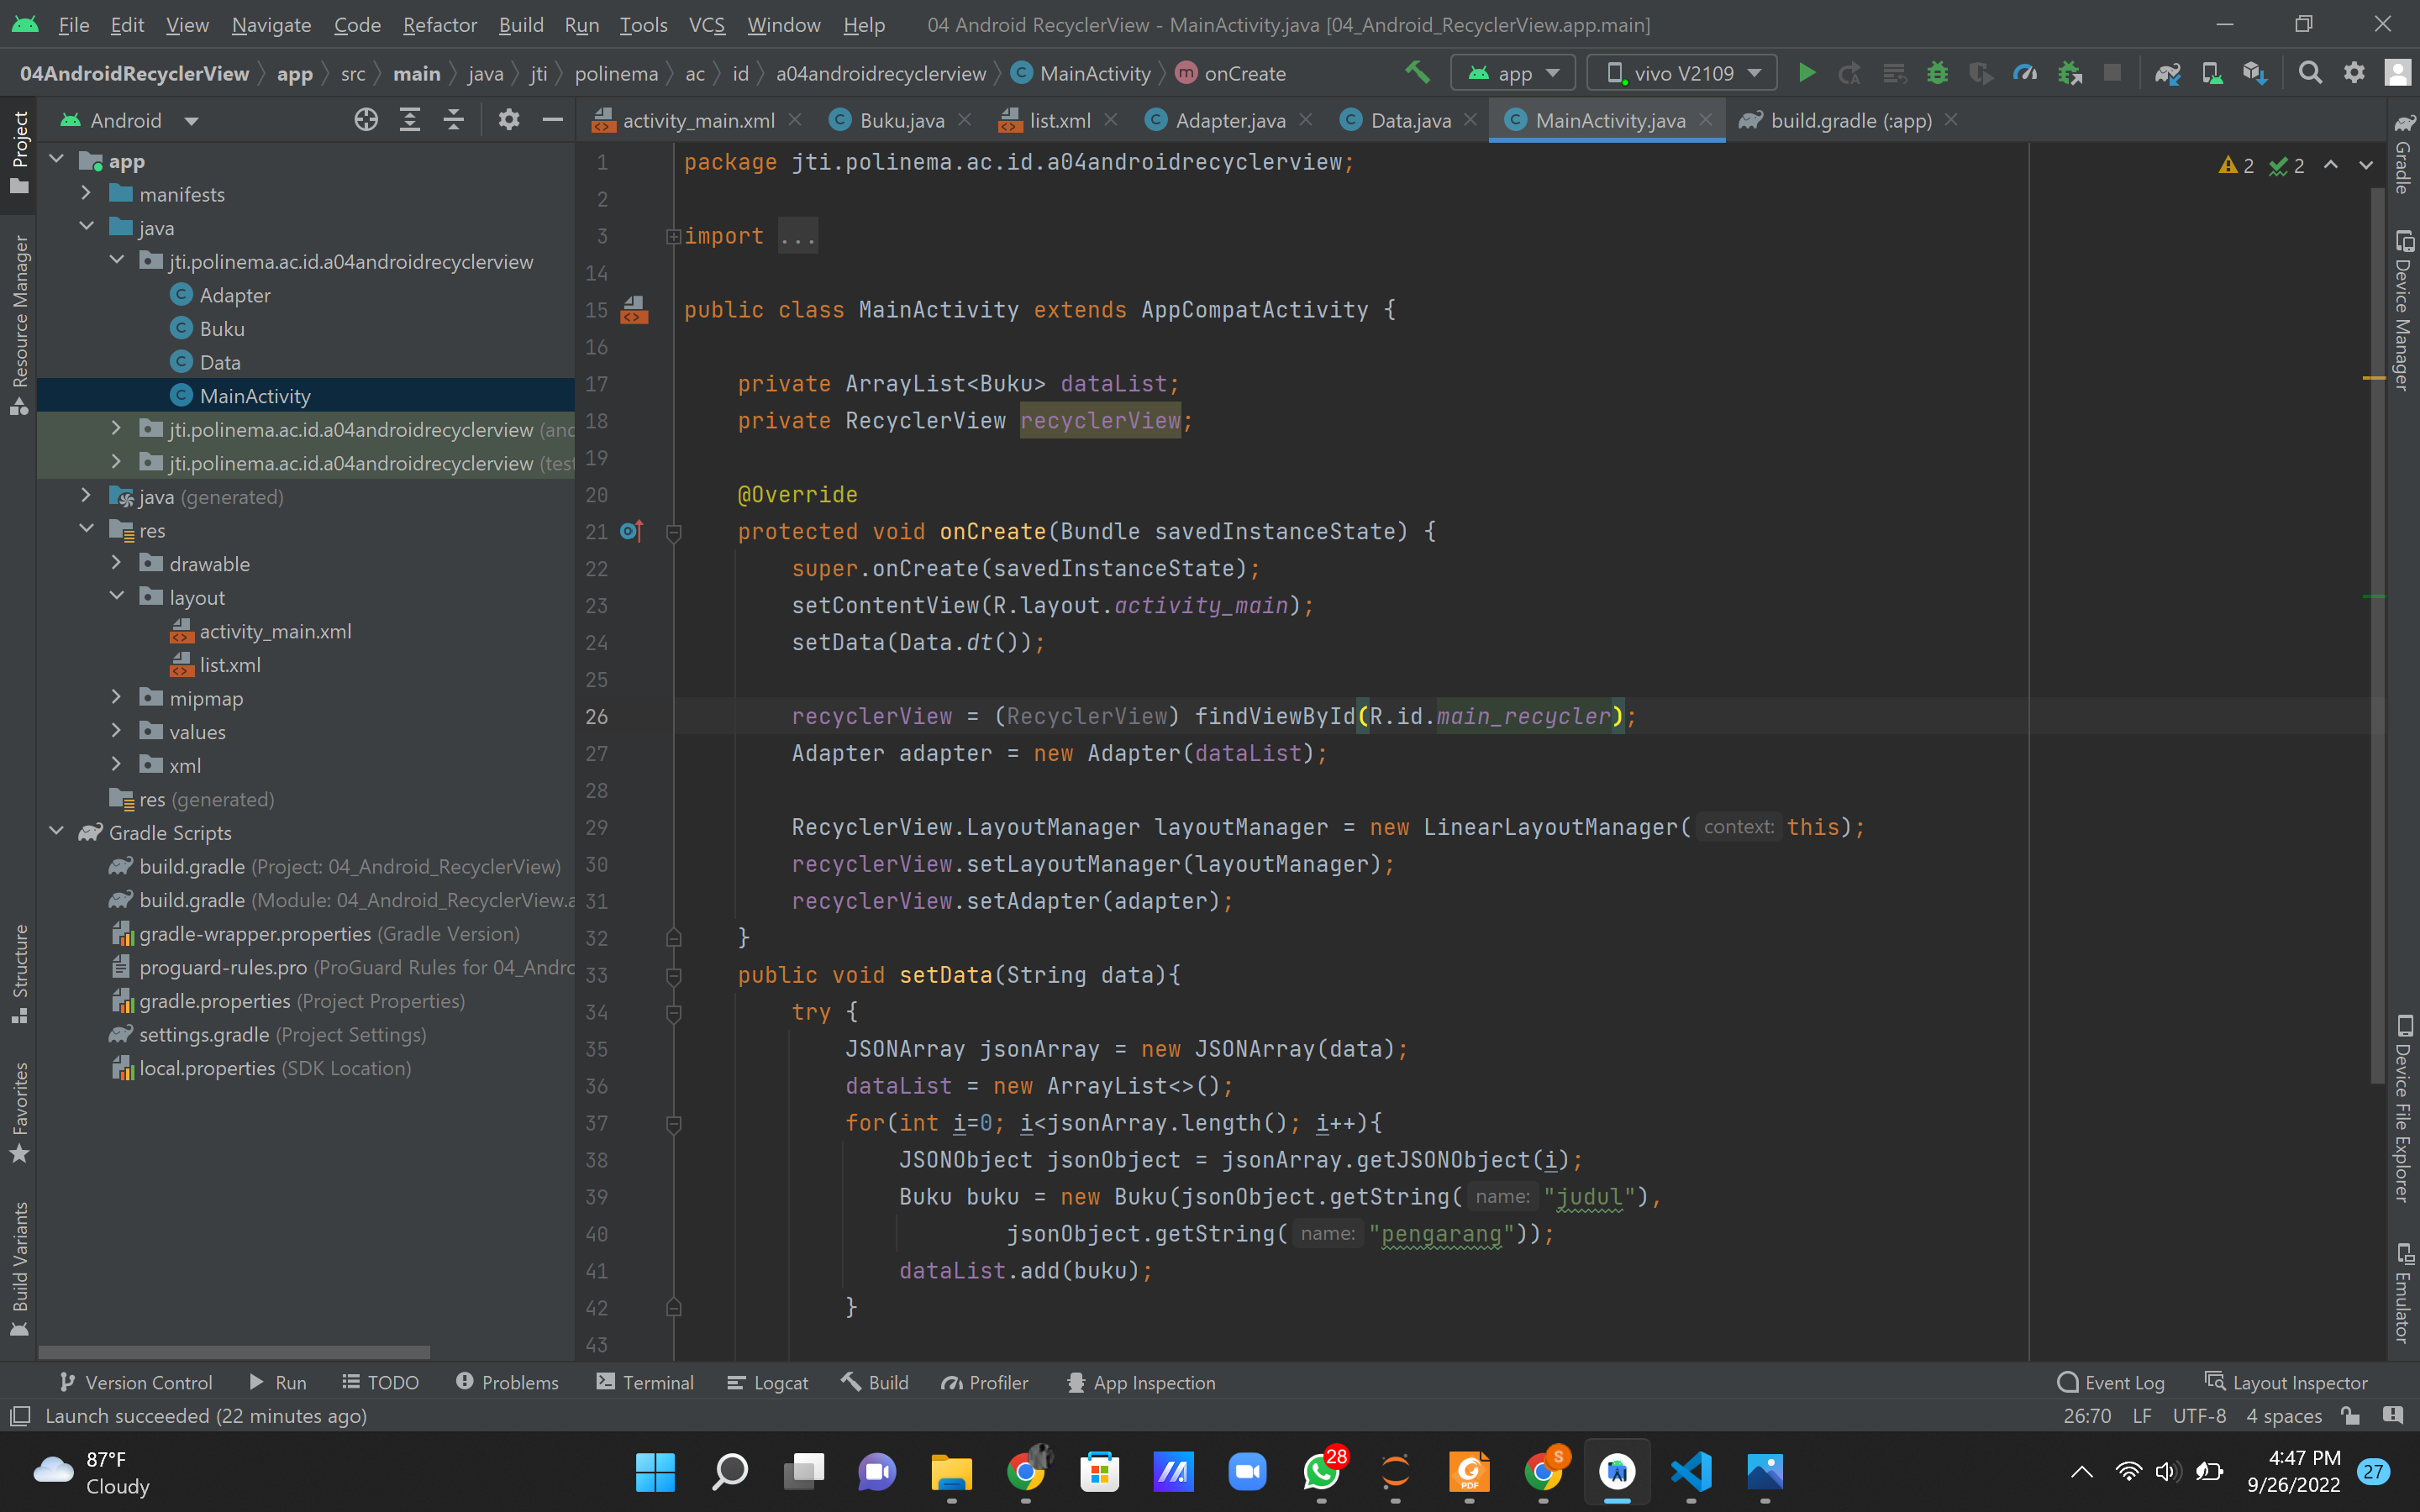 File Edit View Navigate Code Refactor Build Run Tools VCS Window Help 04 Android RecyclerView - MainActivity.java [04_Android_RecyclerView.app.main]
04AndroidRecyclerView app src main java jti polinema ac id a04androidrecyclerview MainActivity onCreate app vivo V2109
Android activity_main.xml Buku.java list.xml Adapter.java Data.java MainActivity.java build.gradle (:app)
Project
Resource Manager
Structure
Favorites
Build Variants
app
manifests
java
jti.polinema.ac.id.a04androidrecyclerview
Adapter
Buku
Data
MainActivity
jti.polinema.ac.id.a04androidrecyclerview (and
jti.polinema.ac.id.a04androidrecyclerview (test
java (generated)
res
drawable
layout
activity_main.xml
list.xml
mipmap
values
xml
res (generated)
Gradle Scripts
build.gradle (Project: 04_Android_RecyclerView)
build.gradle (Module: 04_Android_RecyclerView.a
gradle-wrapper.properties (Gradle Version)
proguard-rules.pro (ProGuard Rules for 04_Andro
gradle.properties (Project Properties)
settings.gradle (Project Settings)
local.properties (SDK Location)
1 package jti.polinema.ac.id.a04androidrecyclerview;
2
3 import ...
14
15 public class MainActivity extends AppCompatActivity {
16
17 private ArrayList<Buku> dataList;
18 private RecyclerView recyclerView;
19
20 @Override
21 protected void onCreate(Bundle savedInstanceState) {
22 super.onCreate(savedInstanceState);
23 setContentView(R.layout.activity_main);
24 setData(Data.dt());
25
26 recyclerView = (RecyclerView) findViewById(R.id.main_recycler);
27 Adapter adapter = new Adapter(dataList);
28
29 RecyclerView.LayoutManager layoutManager = new LinearLayoutManager( context: this);
30 recyclerView.setLayoutManager(layoutManager);
31 recyclerView.setAdapter(adapter);
32 }
33 public void setData(String data){
34 try {
35 JSONArray jsonArray = new JSONArray(data);
36 dataList = new ArrayList<>();
37 for(int i=0; i<jsonArray.length(); i++){
38 JSONObject jsonObject = jsonArray.getJSONObject(i);
39 Buku buku = new Buku(jsonObject.getString( name: "judul"),
40 jsonObject.getString( name: "pengarang"));
41 dataList.add(buku);
42 }
43
2 2
Gradle
Device Manager
Device File Explorer
Emulator
Version Control Run TODO Problems Terminal Logcat Build Profiler App Inspection Event Log Layout Inspector
Launch succeeded (22 minutes ago) 26:70 LF UTF-8 4 spaces
87°F
Cloudy
28
S
PDF
4:47 PM
9/26/2022
27